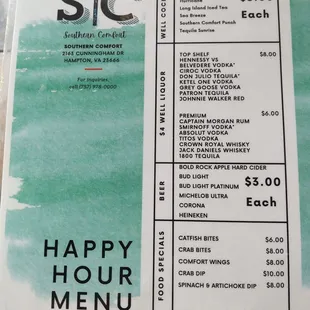 S|C
Southern Comfort
SOUTHERN COMFORT
2163 CUNNINGHAM DR
HAMPTON, VA 23666
For Inquiries:
HAPPY
HOUR
MENU
WELL COC
Hurricane
Long Island Iced Tea
Sea Breeze
Southern Comfort Punch
Tequila Sunrise
Each
$4 WELL LIQUOR
TOP SHELF $8.00
HENNESSY VS
BELVEDERE VODKA*
CIROC VODKA
DON JULIO TEQUILA*
KETEL ONE VODKA
GREY GOOSE VODKA
PATRON TEQUILA
JOHNNIE WALKER RED
PREMIUM $6.00
CAPTAIN MORGAN RUM
SMIRNOFF VODKA*
ABSOLUT VODKA
TITOS VODKA
CROWN ROYAL WHISKY
JACK DANIELS WHISKY
1800 TEQUILA
BEER
BOLD ROCK APPLE HARD CIDER
BUD LIGHT
BUD LIGHT PLATINUM
MICHELOB ULTRA
CORONA
HEINEKEN
$3.00
Each
FOOD SPECIALS
CATFISH BITES $6.00
CRAB BITES $8.00
COMFORT WINGS $8.00
CRAB DIP $10.00
SPINACH & ARTICHOKE DIP $8.00